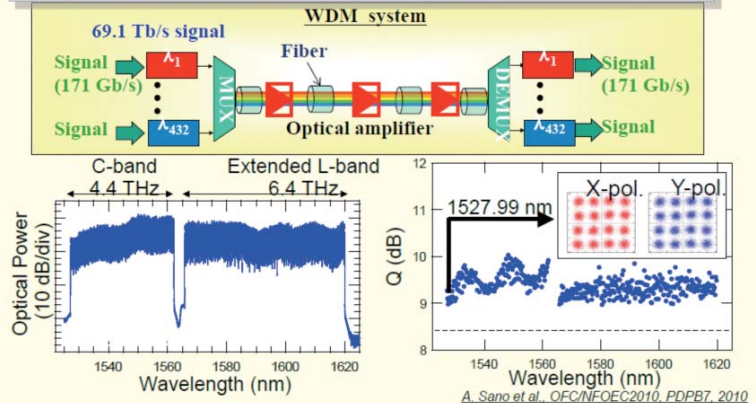 WDM system
69.1 Tb/s signal
Signal
(171 Gb/s)
λ1
Signal
λ432
MUX
Fiber
Optical amplifier
DEMUX
λ1
Signal
(171 Gb/s)
λ432
Signal
C-band
4.4 THz
Extended L-band
6.4 THz
Optical Power
(10 dB/div)
1540 1560 1580 1600 1620
Wavelength (nm)
12
11
10
9
8
Q (dB)
1527.99 nm
X-pol. Y-pol.
1540 1560 1580 1600 1620
Wavelength (nm)
A. Sano et al., OFC/NFOEC2010, PDPB7, 2010